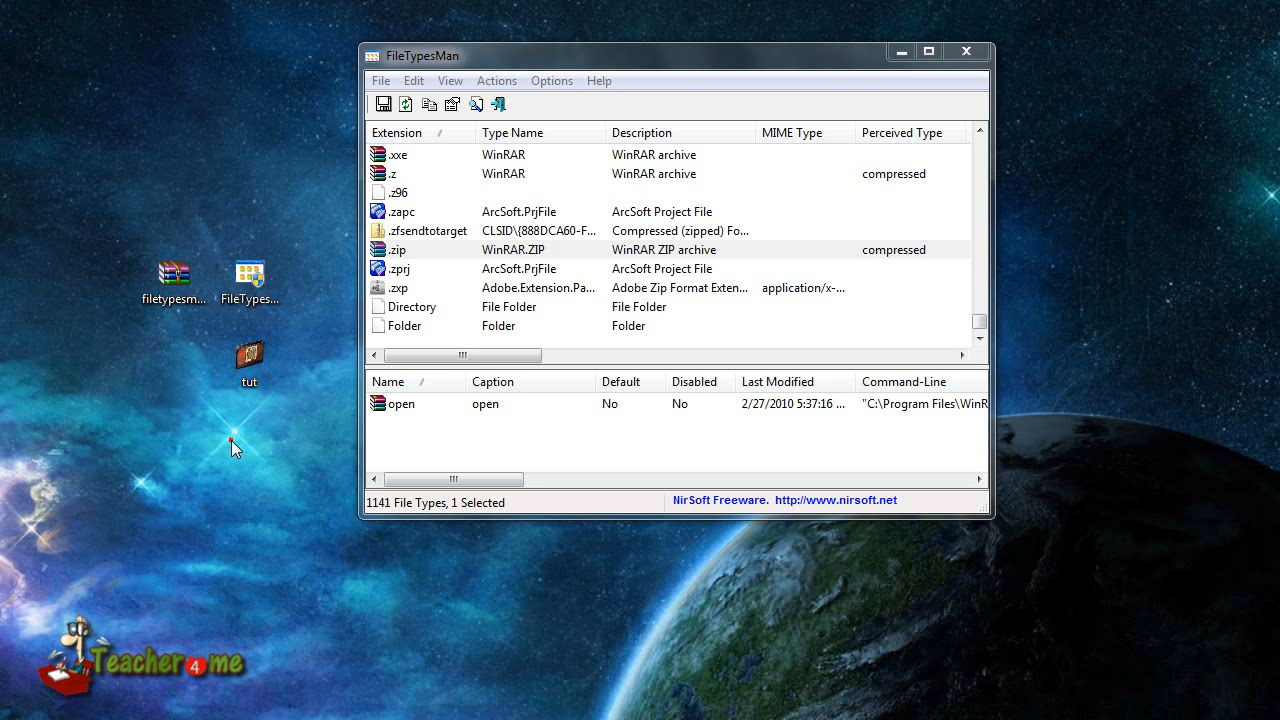 FileTypesMan
File Edit View Actions Options Help
Extension / Type Name Description MIME Type Perceived Type
.xxe WinRAR WinRAR archive
.z WinRAR WinRAR archive compressed
.z96
.zapc ArcSoft.PrjFile ArcSoft Project File
.zfsendtotarget CLSID\{888DCA60-F... Compressed (zipped) Fo...
.zip WinRAR.ZIP WinRAR ZIP archive compressed
.zprj ArcSoft.PrjFile ArcSoft Project File
.zxp Adobe.Extension.Pa... Adobe Zip Format Exten... application/x-...
Directory File Folder File Folder
Folder Folder Folder
Name / Caption Default Disabled Last Modified Command-Line
open open No No 2/27/2010 5:37:16 ... "C:\Program Files\WinR
1141 File Types, 1 Selected NirSoft Freeware. http://www.nirsoft.net
filetypesm... FileTypes...
tut
Teacher4me